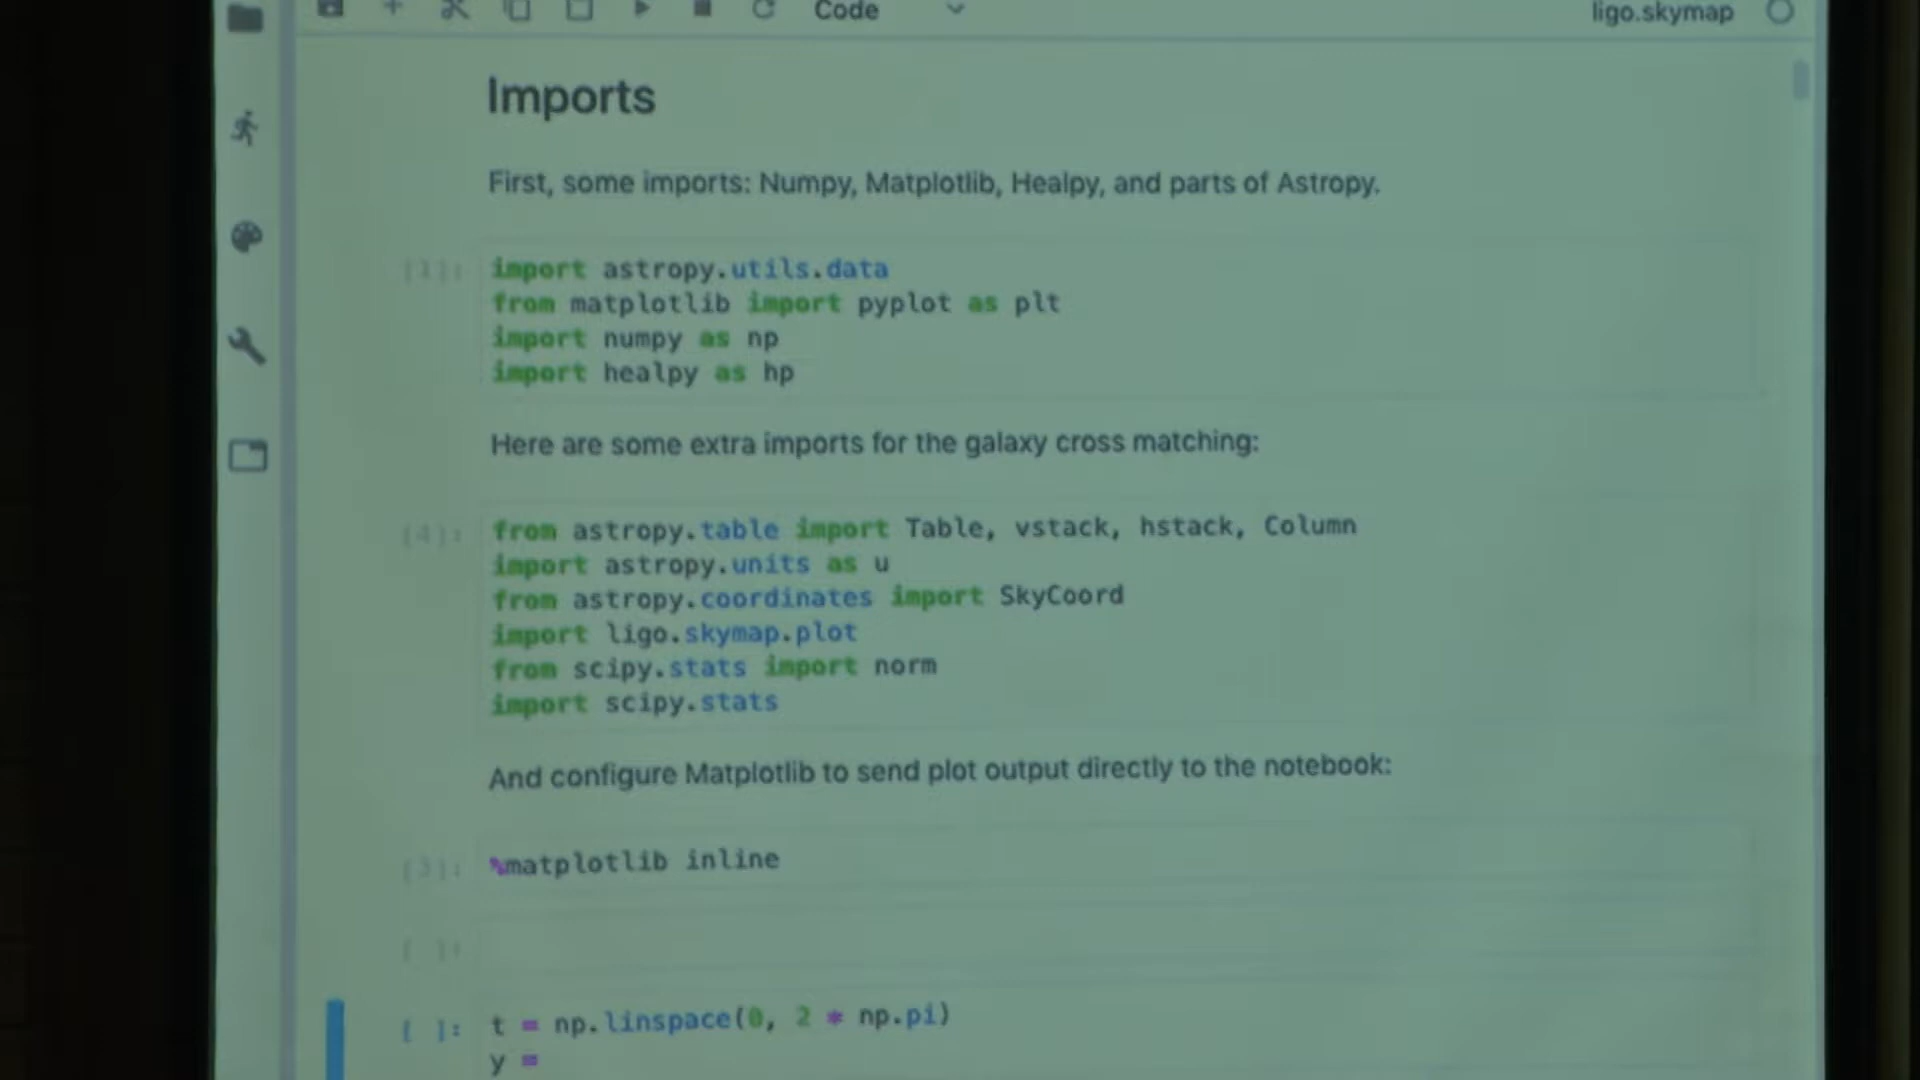 Code
ligo.skymap
Imports
First, some imports: Numpy, Matplotlib, Healpy, and parts of Astropy.
[1]:
import astropy.utils.data
from matplotlib import pyplot as plt
import numpy as np
import healpy as hp
Here are some extra imports for the galaxy cross matching:
[4]:
from astropy.table import Table, vstack, hstack, Column
import astropy.units as u
from astropy.coordinates import SkyCoord
import ligo.skymap.plot
from scipy.stats import norm
import scipy.stats
And configure Matplotlib to send plot output directly to the notebook:
[3]:
%matplotlib inline
[ ]:
[ ]:
t = np.linspace(0, 2 * np.pi)
y =